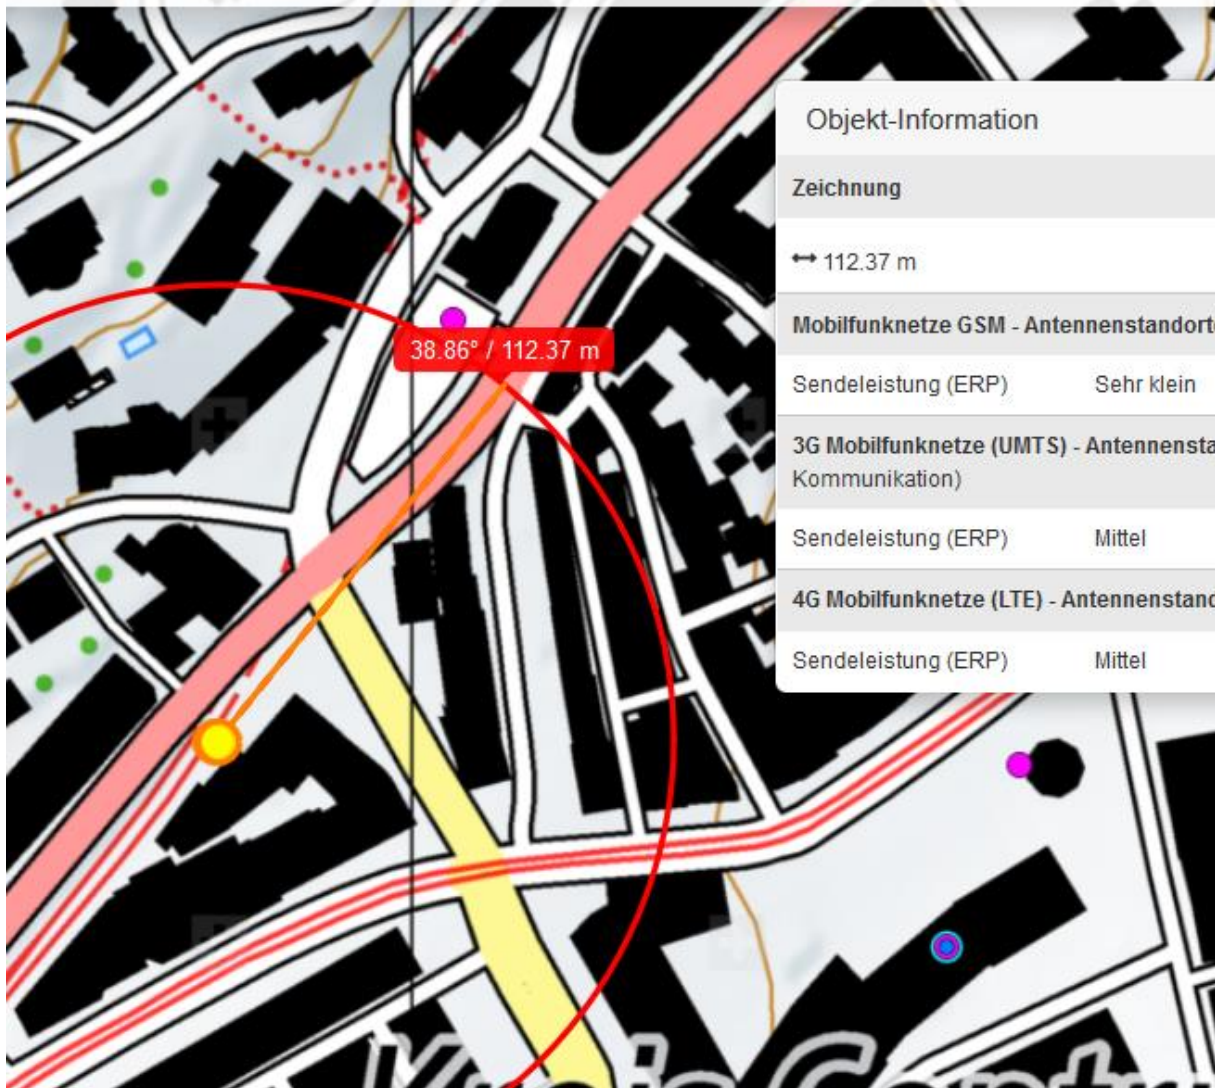 Objekt-Information
Zeichnung
↔ 112.37 m
38.86° / 112.37 m
Mobilfunknetze GSM - Antennenstandort
Sendeleistung (ERP) Sehr klein
3G Mobilfunknetze (UMTS) - Antennensta
Kommunikation)
Sendeleistung (ERP) Mittel
4G Mobilfunknetze (LTE) - Antennenstand
Sendeleistung (ERP) Mittel